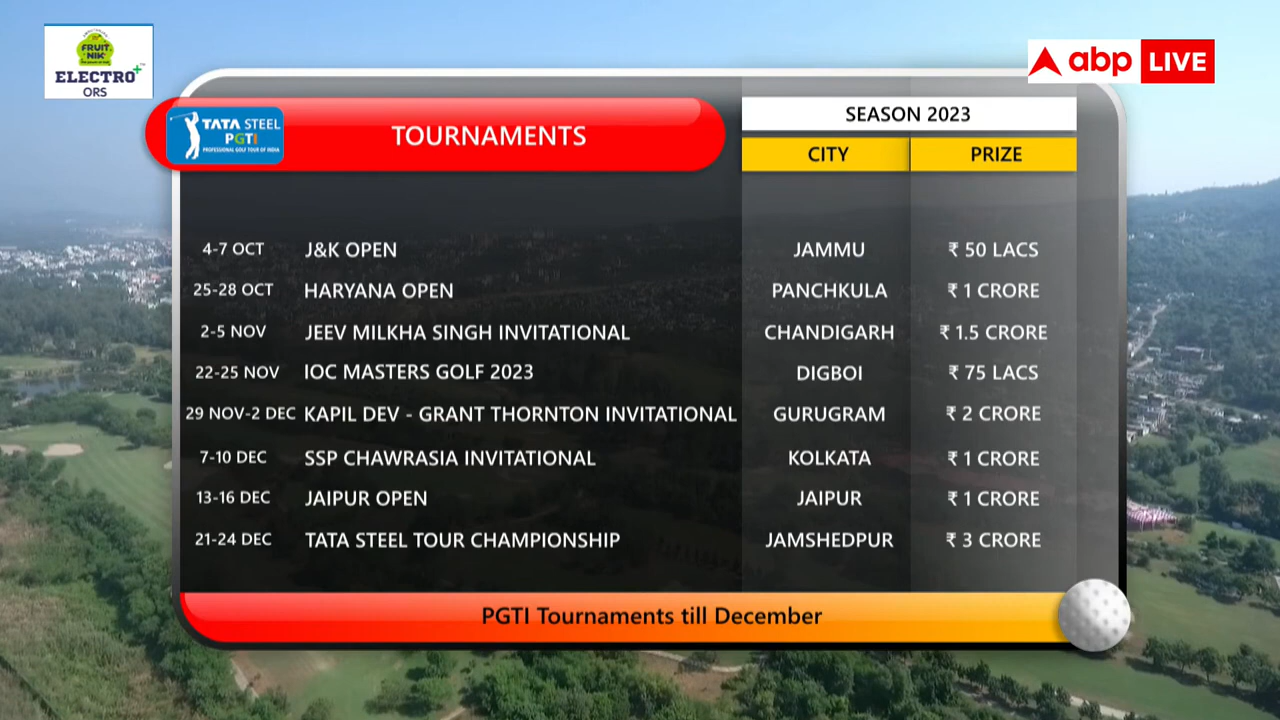 FRUIT
NIK
ELECTRO+
ORS
abp LIVE
TATA STEEL
PGTI
PROFESSIONAL GOLF TOUR OF INDIA
TOURNAMENTS
SEASON 2023
CITY PRIZE
4-7 OCT J&K OPEN JAMMU ₹ 50 LACS
25-28 OCT HARYANA OPEN PANCHKULA ₹ 1 CRORE
2-5 NOV JEEV MILKHA SINGH INVITATIONAL CHANDIGARH ₹ 1.5 CRORE
22-25 NOV IOC MASTERS GOLF 2023 DIGBOI ₹ 75 LACS
29 NOV-2 DEC KAPIL DEV - GRANT THORNTON INVITATIONAL GURUGRAM ₹ 2 CRORE
7-10 DEC SSP CHAWRASIA INVITATIONAL KOLKATA ₹ 1 CRORE
13-16 DEC JAIPUR OPEN JAIPUR ₹ 1 CRORE
21-24 DEC TATA STEEL TOUR CHAMPIONSHIP JAMSHEDPUR ₹ 3 CRORE
PGTI Tournaments till December